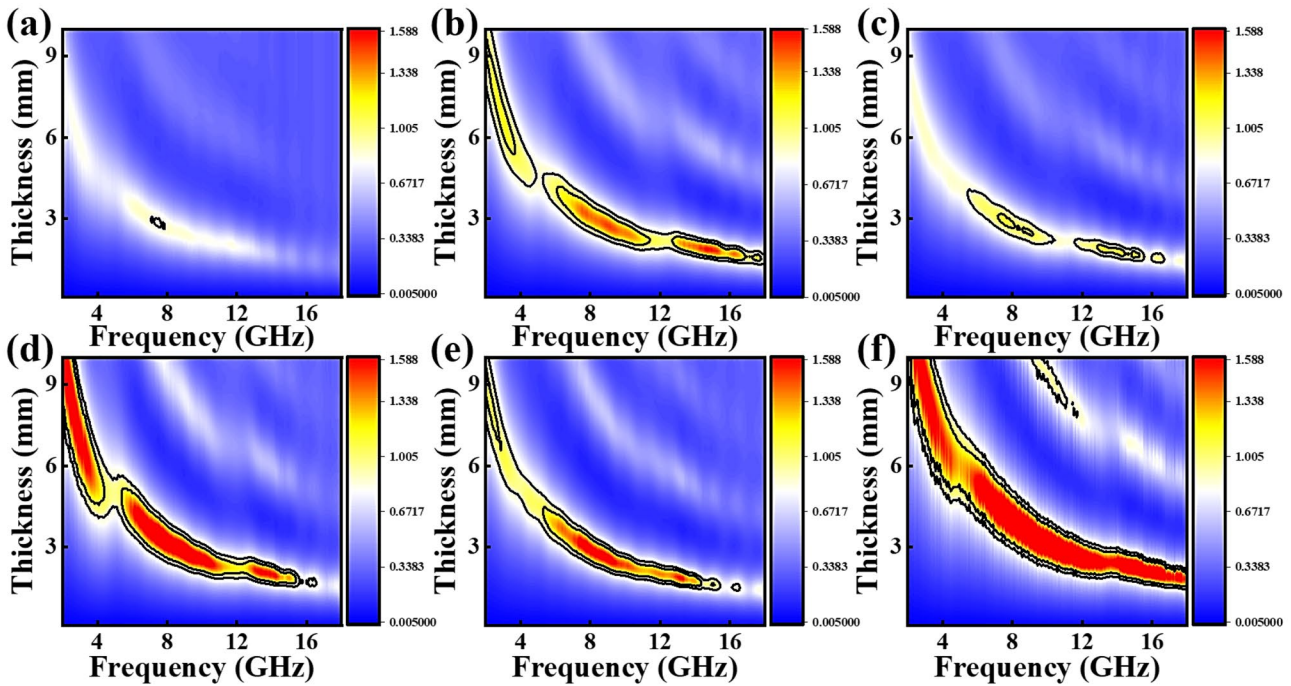 (a)
Thickness (mm)
9
6
3
4 8 12 16
Frequency (GHz)
1.588
1.338
1.005
0.6717
0.3383
0.005000
(b)
Thickness (mm)
9
6
3
4 8 12 16
Frequency (GHz)
1.588
1.338
1.005
0.6717
0.3383
0.005000
(c)
Thickness (mm)
9
6
3
4 8 12 16
Frequency (GHz)
1.588
1.338
1.005
0.6717
0.3383
0.005000
(d)
Thickness (mm)
9
6
3
4 8 12 16
Frequency (GHz)
1.588
1.338
1.005
0.6717
0.3383
0.005000
(e)
Thickness (mm)
9
6
3
4 8 12 16
Frequency (GHz)
1.588
1.338
1.005
0.6717
0.3383
0.005000
(f)
Thickness (mm)
9
6
3
4 8 12 16
Frequency (GHz)
1.588
1.338
1.005
0.6717
0.3383
0.005000